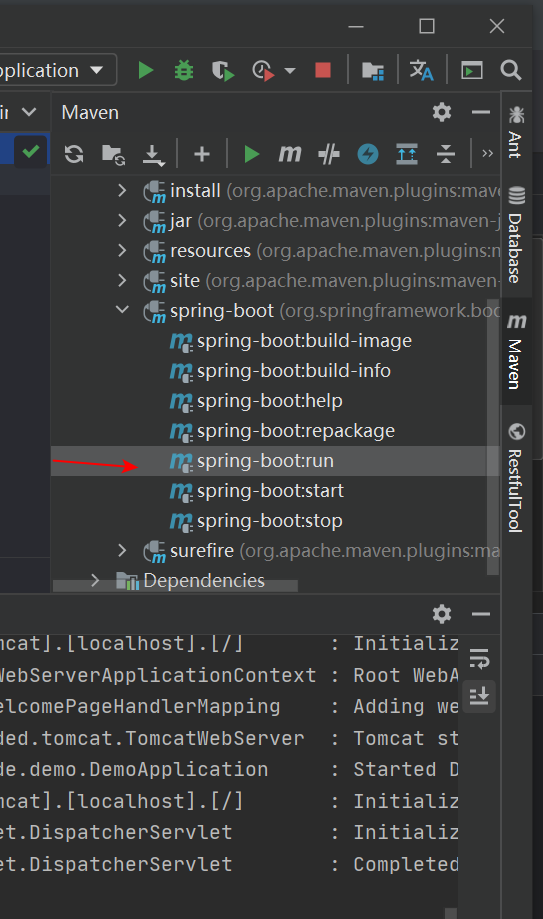 pplication
Maven
install (org.apache.maven.plugins:mave
jar (org.apache.maven.plugins:maven-j
resources (org.apache.maven.plugins:m
site (org.apache.maven.plugins:maven-
spring-boot (org.springframework.boo
spring-boot:build-image
spring-boot:build-info
spring-boot:help
spring-boot:repackage
spring-boot:run
spring-boot:start
spring-boot:stop
surefire (org.apache.maven.plugins:ma
Dependencies
Ant
Database
Maven
RestfulTool
mcat].[localhost].[/] : Initializ
WebServerApplicationContext : Root WebA
elcomePageHandlerMapping : Adding we
ded.tomcat.TomcatWebServer : Tomcat st
de.demo.DemoApplication : Started D
mcat].[localhost].[/] : Initializ
et.DispatcherServlet : Initializ
et.DispatcherServlet : Completed